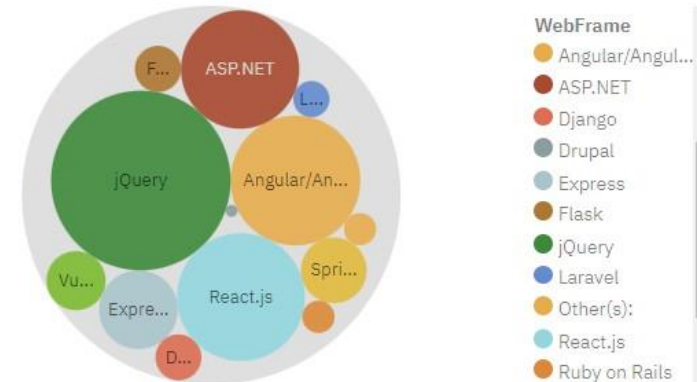 F...
ASP.NET
L...
jQuery
Angular/An...
Vu...
Expre...
React.js
Spri...
D...
WebFrame
Angular/Angul...
ASP.NET
Django
Drupal
Express
Flask
jQuery
Laravel
Other(s):
React.js
Ruby on Rails